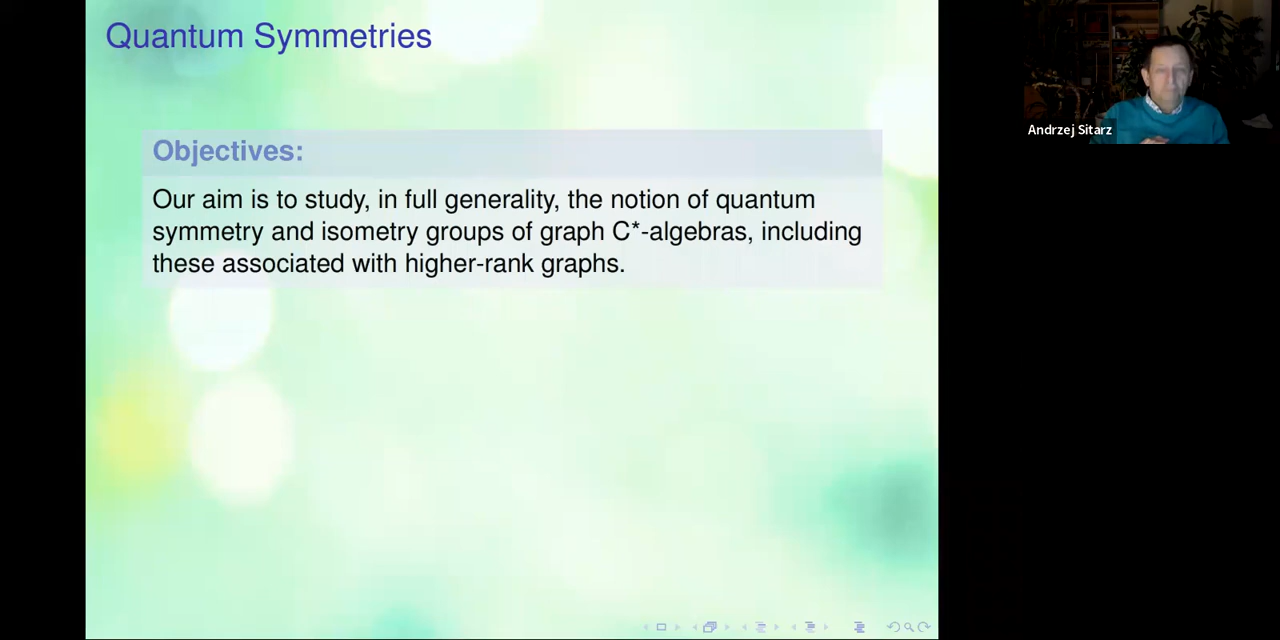 Quantum Symmetries
Objectives:
Our aim is to study, in full generality, the notion of quantum
symmetry and isometry groups of graph C*-algebras, including
these associated with higher-rank graphs.
Andrzej Sitarz